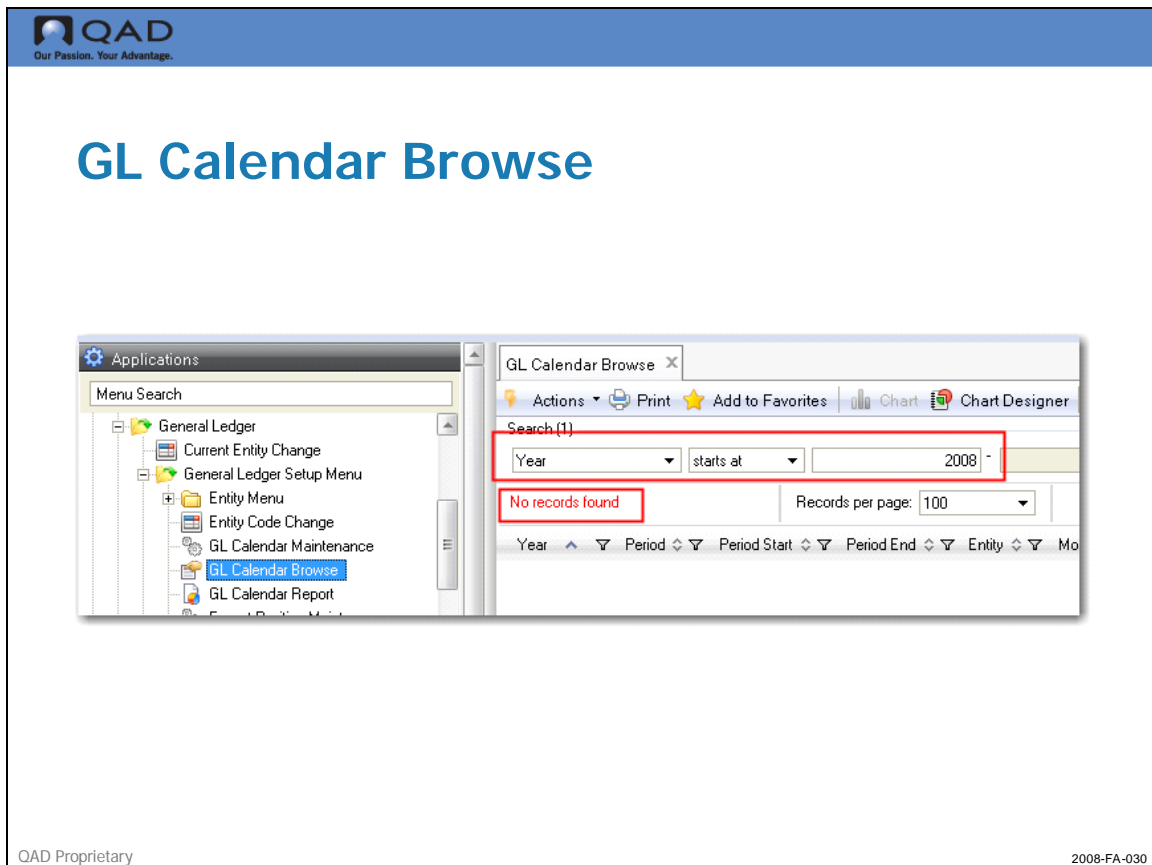 QAD
Our Passion. Your Advantage.
GL Calendar Browse
Applications
Menu Search
General Ledger
Current Entity Change
General Ledger Setup Menu
Entity Menu
Entity Code Change
GL Calendar Maintenance
GL Calendar Browse
GL Calendar Report
GL Calendar Browse
Actions Print Add to Favorites Chart Chart Designer
Search (1)
Year starts at 2008 -
No records found Records per page: 100
Year Period Period Start Period End Entity Mo
QAD Proprietary
2008-FA-030